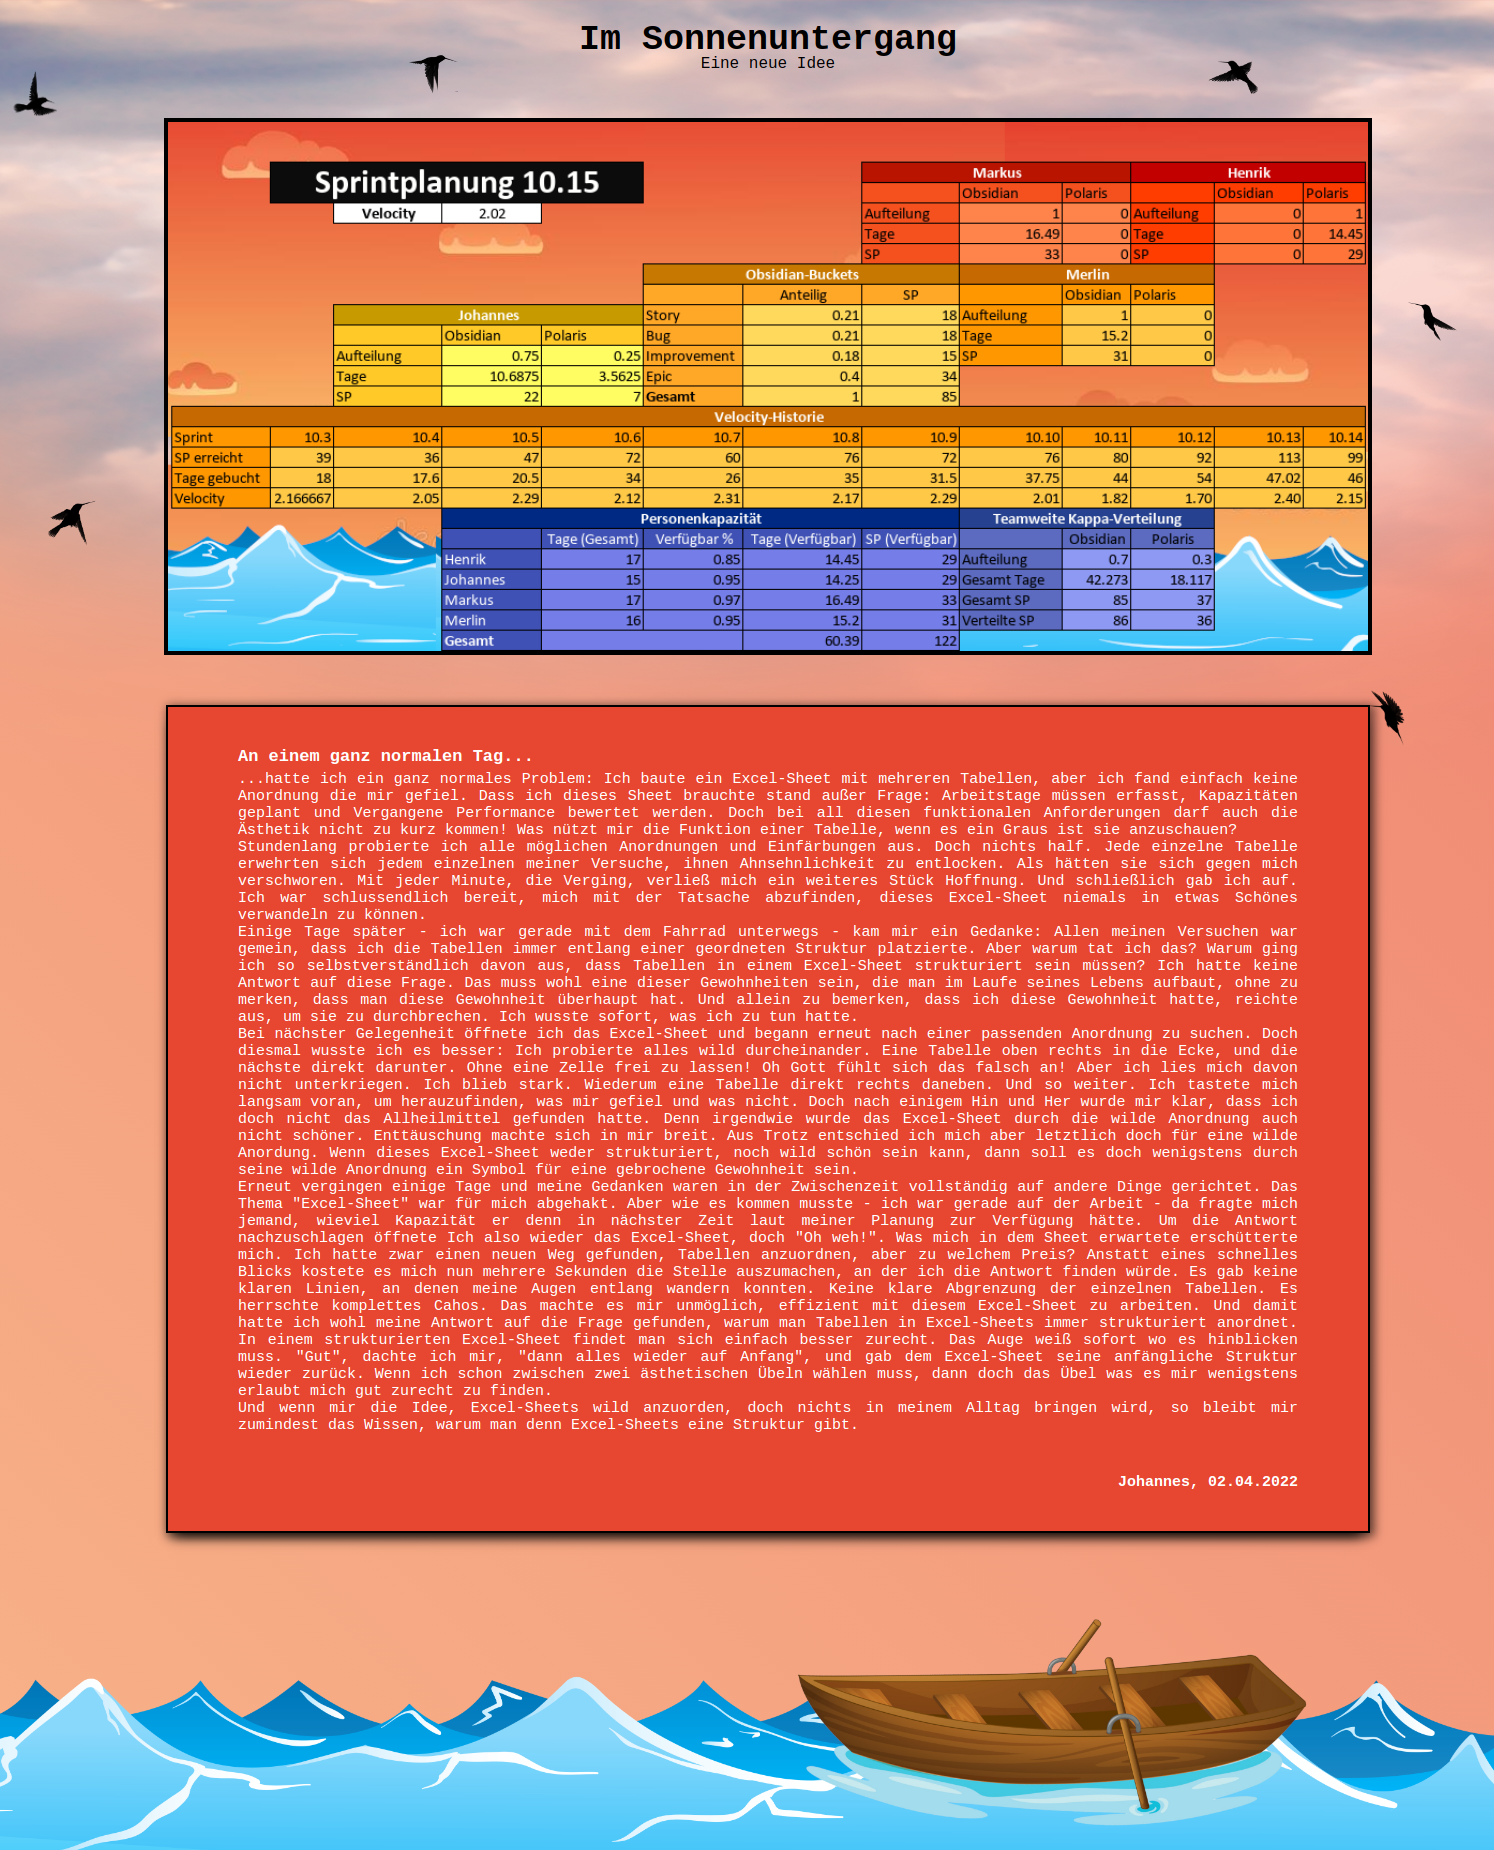 Im Sonnenuntergang
Eine neue Idee
Sprintplanung 10.15
Velocity 2.02
Markus Henrik
Obsidian Polaris Obsidian Polaris
Aufteilung 1 0 Aufteilung 0 1
Tage 16.49 0 Tage 0 14.45
SP 33 0 SP 0 29
Obsidian-Buckets Merlin
Anteilig SP Obsidian Polaris
Johannes Story 0.21 18 Aufteilung 1 0
Obsidian Polaris Bug 0.21 18 Tage 15.2 0
Aufteilung 0.75 0.25 Improvement 0.18 15 SP 31 0
Tage 10.6875 3.5625 Epic 0.4 34
SP 22 7 Gesamt 1 85
Velocity-Historie
Sprint 10.3 10.4 10.5 10.6 10.7 10.8 10.9 10.10 10.11 10.12 10.13 10.14
SP erreicht 39 36 47 72 60 76 72 76 80 92 113 99
Tage gebucht 18 17.6 20.5 34 26 35 31.5 37.75 44 54 47.02 46
Velocity 2.166667 2.05 2.29 2.12 2.31 2.17 2.29 2.01 1.82 1.70 2.40 2.15
Personenkapazität Teamweite Kappa-Verteilung
Tage (Gesamt) Verfügbar % Tage (Verfügbar) SP (Verfügbar) Obsidian Polaris
Henrik 17 0.85 14.45 29 Aufteilung 0.7 0.3
Johannes 15 0.95 14.25 29 Gesamt Tage 42.273 18.117
Markus 17 0.97 16.49 33 Gesamt SP 85 37
Merlin 16 0.95 15.2 31 Verteilte SP 86 36
Gesamt 60.39 122
An einem ganz normalen Tag...
...hatte ich ein ganz normales Problem: Ich baute ein Excel-Sheet mit mehreren Tabellen, aber ich fand einfach keine
Anordnung die mir gefiel. Dass ich dieses Sheet brauchte stand außer Frage: Arbeitstage müssen erfasst, Kapazitäten
geplant und Vergangene Performance bewertet werden. Doch bei all diesen funktionalen Anforderungen darf auch die
Ästhetik nicht zu kurz kommen! Was nützt mir die Funktion einer Tabelle, wenn es ein Graus ist sie anzuschauen?
Stundenlang probierte ich alle möglichen Anordnungen und Einfärbungen aus. Doch nichts half. Jede einzelne Tabelle
erwehrten sich jedem einzelnen meiner Versuche, ihnen Ahnsehnlichkeit zu entlocken. Als hätten sie sich gegen mich
verschworen. Mit jeder Minute, die Verging, verließ mich ein weiteres Stück Hoffnung. Und schließlich gab ich auf.
Ich war schlussendlich bereit, mich mit der Tatsache abzufinden, dieses Excel-Sheet niemals in etwas Schönes
verwandeln zu können.
Einige Tage später - ich war gerade mit dem Fahrrad unterwegs - kam mir ein Gedanke: Allen meinen Versuchen war
gemein, dass ich die Tabellen immer entlang einer geordneten Struktur platzierte. Aber warum tat ich das? Warum ging
ich so selbstverständlich davon aus, dass Tabellen in einem Excel-Sheet strukturiert sein müssen? Ich hatte keine
Antwort auf diese Frage. Das muss wohl eine dieser Gewohnheiten sein, die man im Laufe seines Lebens aufbaut, ohne zu
merken, dass man diese Gewohnheit überhaupt hat. Und allein zu bemerken, dass ich diese Gewohnheit hatte, reichte
aus, um sie zu durchbrechen. Ich wusste sofort, was ich zu tun hatte.
Bei nächster Gelegenheit öffnete ich das Excel-Sheet und begann erneut nach einer passenden Anordnung zu suchen. Doch
diesmal wusste ich es besser: Ich probierte alles wild durcheinander. Eine Tabelle oben rechts in die Ecke, und die
nächste direkt darunter. Ohne eine Zelle frei zu lassen! Oh Gott fühlt sich das falsch an! Aber ich lies mich davon
nicht unterkriegen. Ich blieb stark. Wiederum eine Tabelle direkt rechts daneben. Und so weiter. Ich tastete mich
langsam voran, um herauzufinden, was mir gefiel und was nicht. Doch nach einigem Hin und Her wurde mir klar, dass ich
doch nicht das Allheilmittel gefunden hatte. Denn irgendwie wurde das Excel-Sheet durch die wilde Anordnung auch
nicht schöner. Enttäuschung machte sich in mir breit. Aus Trotz entschied ich mich aber letztlich doch für eine wilde
Anordung. Wenn dieses Excel-Sheet weder strukturiert, noch wild schön sein kann, dann soll es doch wenigstens durch
seine wilde Anordnung ein Symbol für eine gebrochene Gewohnheit sein.
Erneut vergingen einige Tage und meine Gedanken waren in der Zwischenzeit vollständig auf andere Dinge gerichtet. Das
Thema "Excel-Sheet" war für mich abgehakt. Aber wie es kommen musste - ich war gerade auf der Arbeit - da fragte mich
jemand, wieviel Kapazität er denn in nächster Zeit laut meiner Planung zur Verfügung hätte. Um die Antwort
nachzuschlagen öffnete Ich also wieder das Excel-Sheet, doch "Oh weh!". Was mich in dem Sheet erwartete erschütterte
mich. Ich hatte zwar einen neuen Weg gefunden, Tabellen anzuordnen, aber zu welchem Preis? Anstatt eines schnelles
Blicks kostete es mich nun mehrere Sekunden die Stelle auszumachen, an der ich die Antwort finden würde. Es gab keine
klaren Linien, an denen meine Augen entlang wandern konnten. Keine klare Abgrenzung der einzelnen Tabellen. Es
herrschte komplettes Cahos. Das machte es mir unmöglich, effizient mit diesem Excel-Sheet zu arbeiten. Und damit
hatte ich wohl meine Antwort auf die Frage gefunden, warum man Tabellen in Excel-Sheets immer strukturiert anordnet.
In einem strukturierten Excel-Sheet findet man sich einfach besser zurecht. Das Auge weiß sofort wo es hinblicken
muss. "Gut", dachte ich mir, "dann alles wieder auf Anfang", und gab dem Excel-Sheet seine anfängliche Struktur
wieder zurück. Wenn ich schon zwischen zwei ästhetischen Übeln wählen muss, dann doch das Übel was es mir wenigstens
erlaubt mich gut zurecht zu finden.
Und wenn mir die Idee, Excel-Sheets wild anzuorden, doch nichts in meinem Alltag bringen wird, so bleibt mir
zumindest das Wissen, warum man denn Excel-Sheets eine Struktur gibt.
Johannes, 02.04.2022